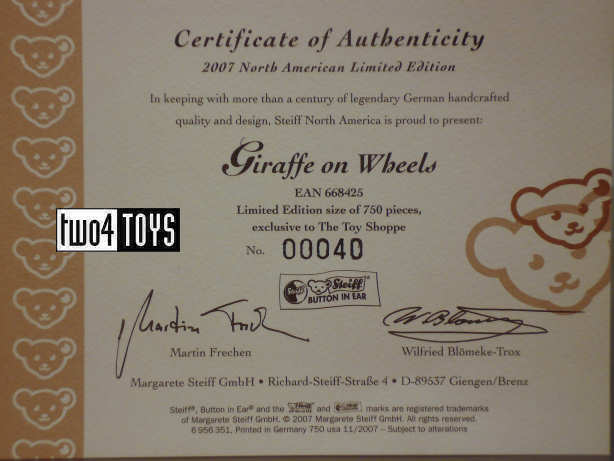 Certificate of Authenticity
2007 North American Limited Edition
In keeping with more than a century of legendary German handcrafted
quality and design, Steiff North America is proud to present:
Giraffe on Wheels
EAN 668425
Limited Edition size of 750 pieces,
exclusive to The Toy Shoppe
No. 00040
two4TOYS
Steiff
BUTTON IN EAR
Martin Frechen
Wilfried Blömeke-Trox
Margarete Steiff GmbH • Richard-Steiff-Straße 4 • D-89537 Giengen/Brenz
Steiff®, Button in Ear® and the and marks are registered trademarks
of Margarete Steiff GmbH. © 2007 Margarete Steiff GmbH. All rights reserved.
6 956 351, Printed in Germany 750 usa 11/2007 – Subject to alterations